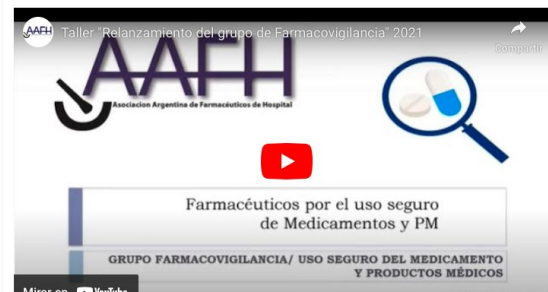 AAFH
Taller "Relanzamiento del grupo de Farmacovigilancia" 2021
Compartir
AAFH
Asociacion Argentina de Farmacéuticos de Hospital
Farmacéuticos por el uso seguro
de Medicamentos y PM
GRUPO FARMACOVIGILANCIA/ USO SEGURO DEL MEDICAMENTO
Y PRODUCTOS MÉDICOS
Mirar en YouTube